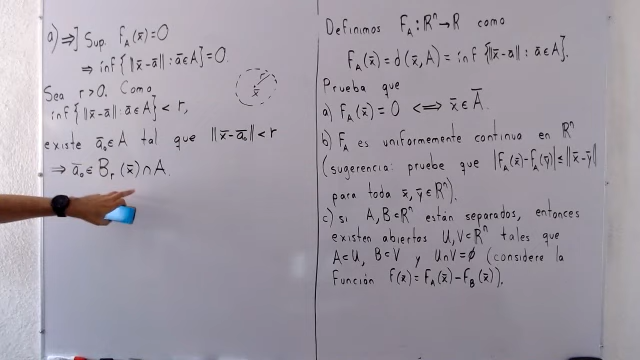 a) ⇒] Sup. F_A(x̄)=0
⇒ inf{‖x̄-ā‖ : ā∈A}=0.
Sea r>0. Como
inf{‖x̄-ā‖ : ā∈A} < r,
existe ā₀∈A tal que ‖x̄-ā₀‖<r
⇒ ā₀∈B_r(x̄)∩A.
r
x̄
Definimos F_A : ℝⁿ→ℝ como
F_A(x̄) = d(x̄,A) = inf{‖x̄-ā‖ : ā∈A}.
Prueba que
a) F_A(x̄)=0 ⟺ x̄∈A̅.
b) F_A es uniformemente continua en ℝⁿ
(sugerencia: pruebe que |F_A(x̄)-F_A(ȳ)|≤‖x̄-ȳ‖
para toda x̄,ȳ∈ℝⁿ).
c) si A,B⊂ℝⁿ están separados, entonces
existen abiertos U,V⊂ℝⁿ tales que
A⊂U, B⊂V y U∩V=∅ (considere la
función f(x̄)=F_A(x̄)-F_B(x̄)).